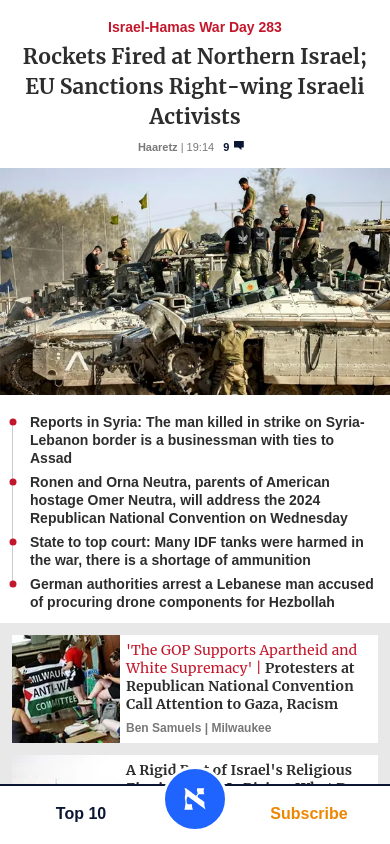 Israel-Hamas War Day 283
Rockets Fired at Northern Israel;
EU Sanctions Right-wing Israeli
Activists
Haaretz | 19:14 9
Reports in Syria: The man killed in strike on Syria-
Lebanon border is a businessman with ties to
Assad
Ronen and Orna Neutra, parents of American
hostage Omer Neutra, will address the 2024
Republican National Convention on Wednesday
State to top court: Many IDF tanks were harmed in
the war, there is a shortage of ammunition
German authorities arrest a Lebanese man accused
of procuring drone components for Hezbollah
'The GOP Supports Apartheid and
White Supremacy' | Protesters at
Republican National Convention
Call Attention to Gaza, Racism
Ben Samuels | Milwaukee
ANTI-WAR
COMMITTEE
A Rigid of Israel's Religious
Top 10
Subscribe